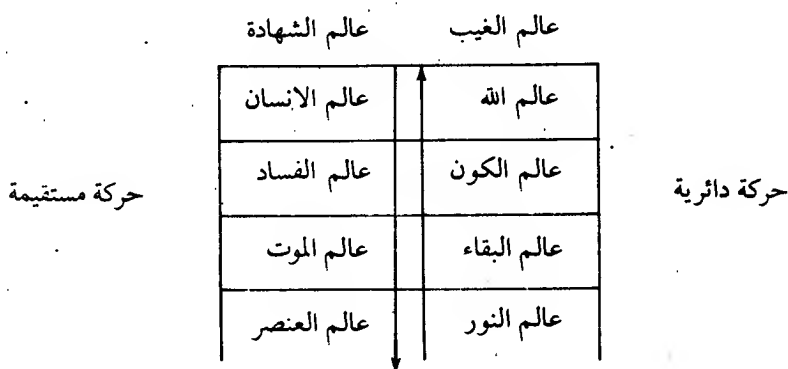 عالم الغيب عالم الشهادة
عالم الله عالم الانسان
عالم الكون عالم الفساد
حركة دائرية حركة مستقيمة
عالم البقاء عالم الموت
عالم النور عالم العنصر